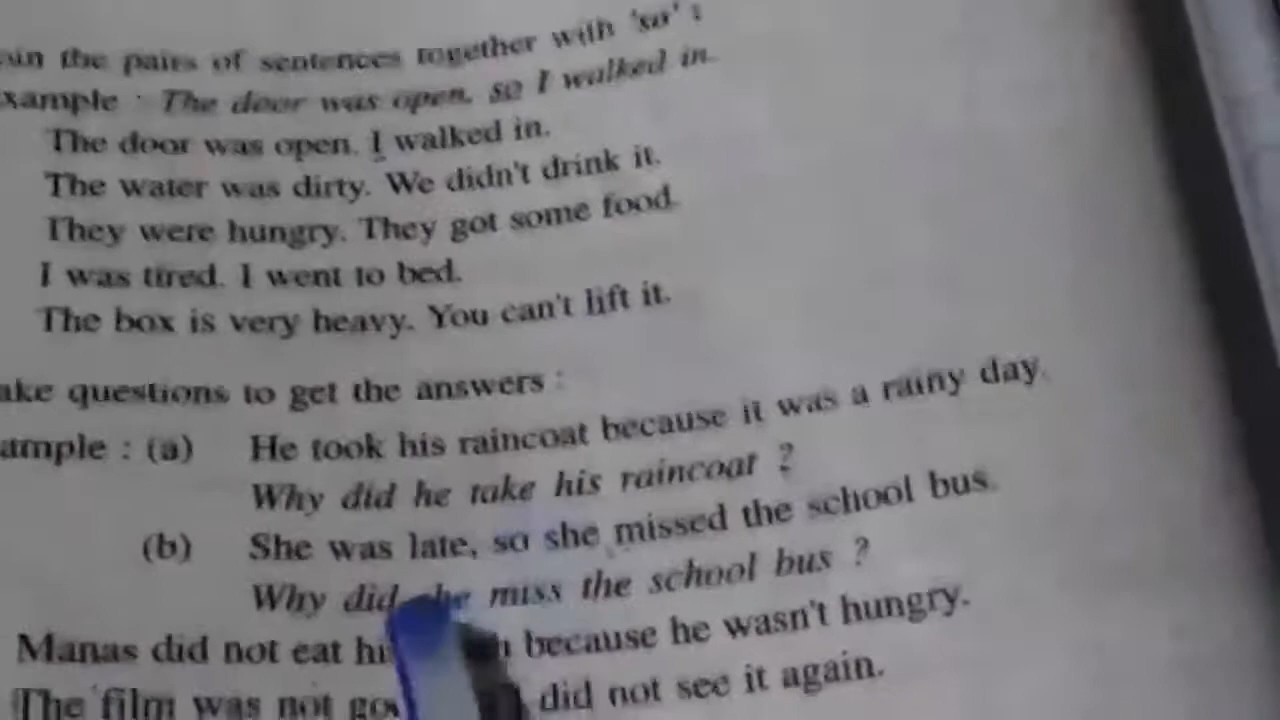 the pairs of sentences together with 'so' :
xample : The door was open, so I walked in.
The door was open. I walked in.
The water was dirty. We didn't drink it.
They were hungry. They got some food.
I was tired. I went to bed.
The box is very heavy. You can't lift it.
ake questions to get the answers :
ample : (a) He took his raincoat because it was a rainy day.
Why did he take his raincoat ?
(b) She was late, so she missed the school bus.
Why did she miss the school bus ?
Manas did not eat because he wasn't hungry.
The film was not did not see it again.